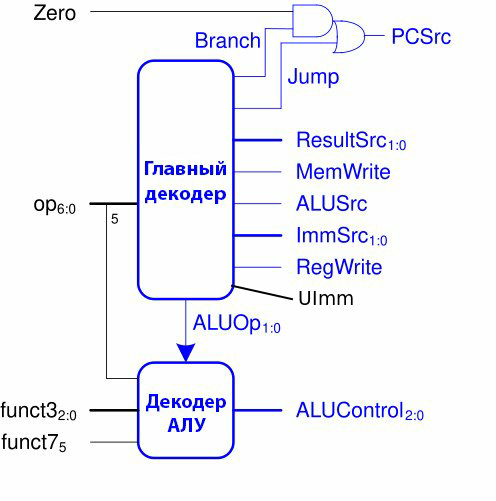 Zero
Branch
PCSrc
Jump
ResultSrc1:0
Главный
декодер
MemWrite
op6:0
5
ALUSrc
ImmSrc1:0
RegWrite
UImm
ALUOp1:0
funct32:0
Декодер
АЛУ
ALUControl2:0
funct75